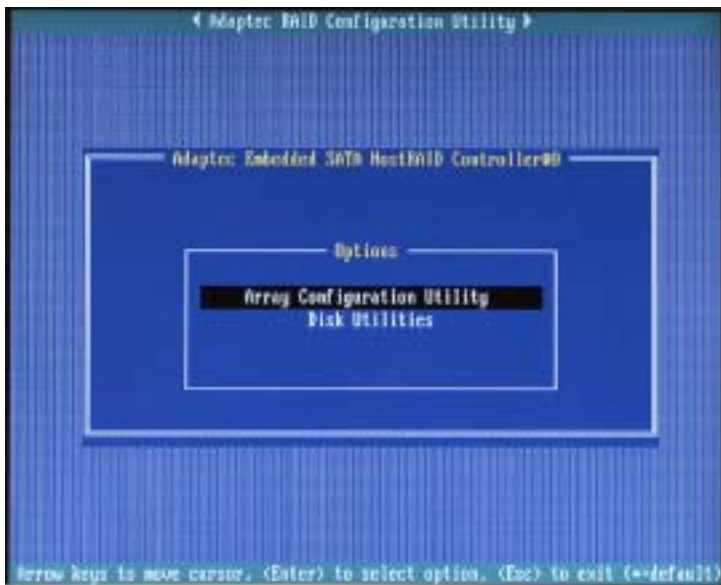 Adaptec RAID Configuration Utility
Adaptec Embedded SATA HostRAID Controller#0
Options
Array Configuration Utility
Disk Utilities
Arrow keys to move cursor, <Enter> to select option, <Esc> to exit (*=default)